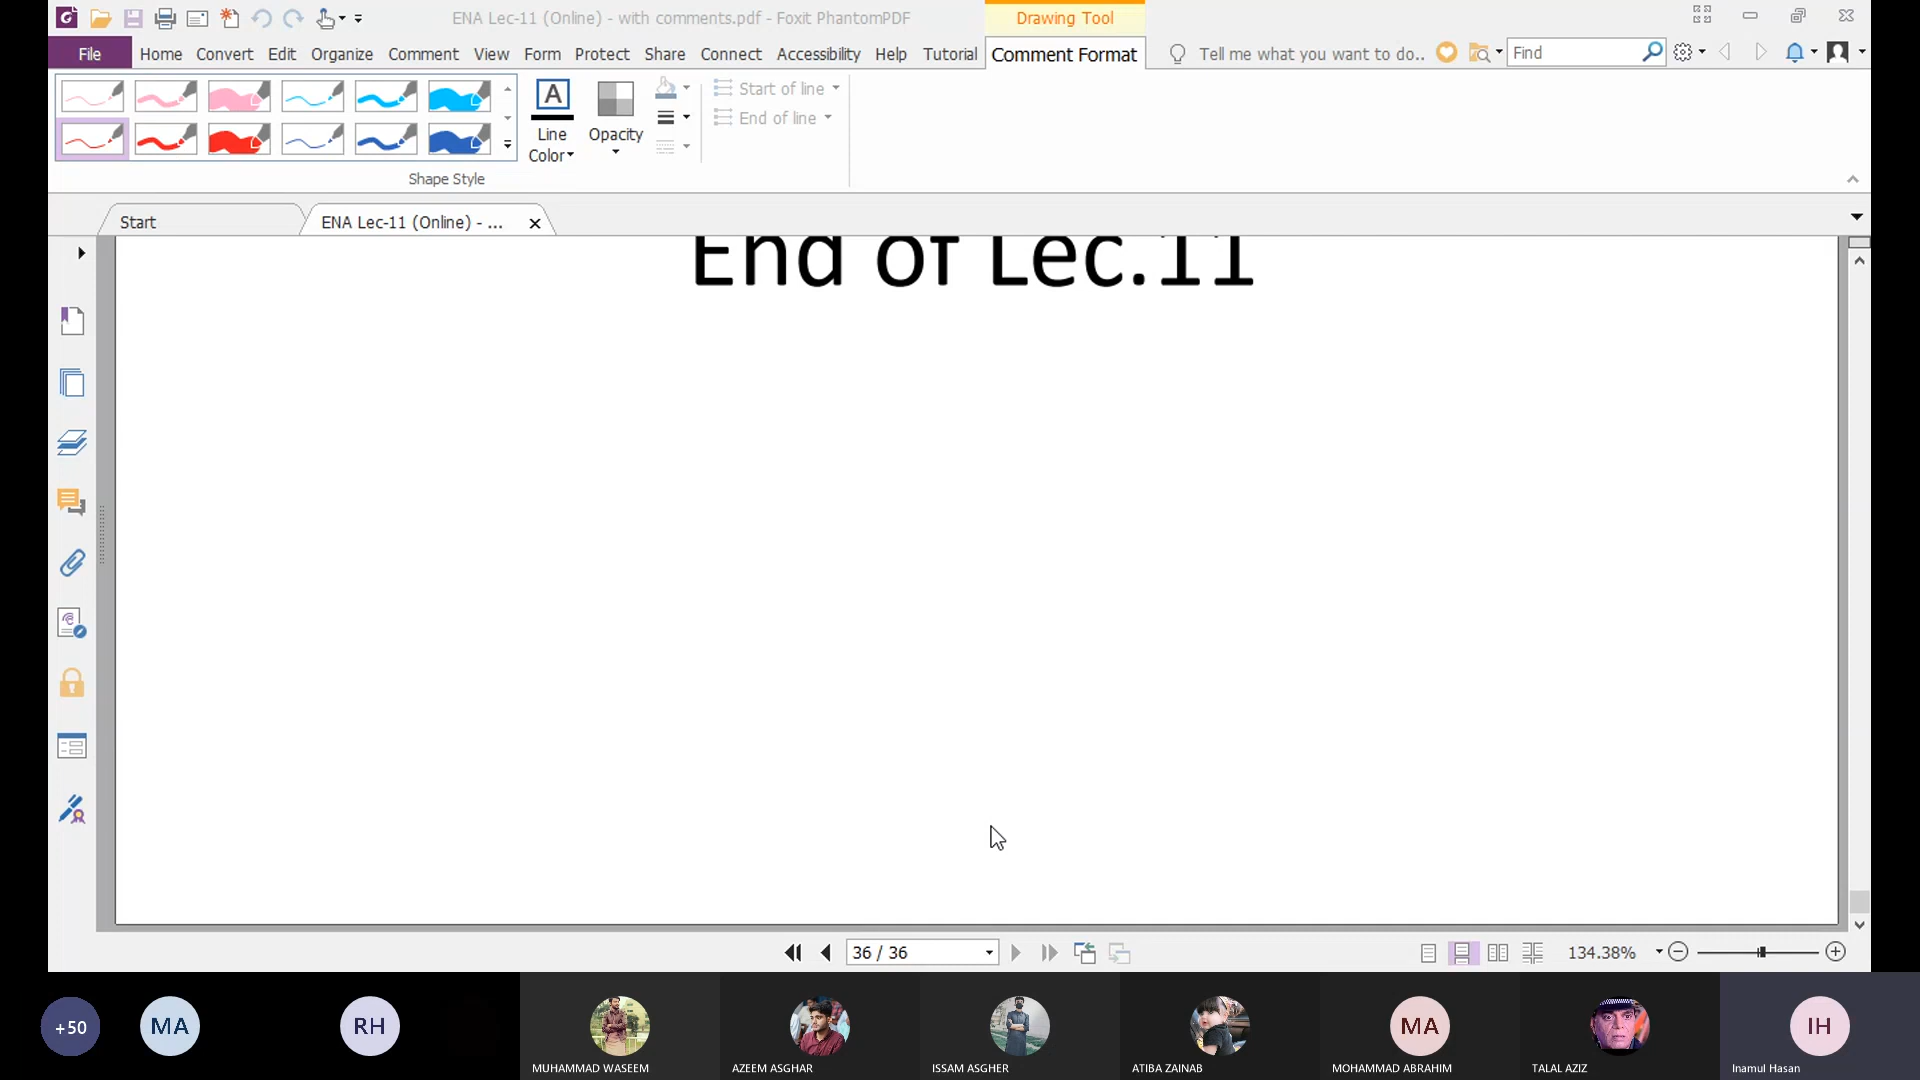 ENA Lec-11 (Online) - with comments.pdf - Foxit PhantomPDF
Drawing Tool
File Home Convert Edit Organize Comment View Form Protect Share Connect Accessibility Help Tutorial Comment Format Tell me what you want to do.. Find
A
Line
Color
Opacity
Start of line
End of line
Shape Style
Start
ENA Lec-11 (Online) - ...
End of Lec.11
36 / 36
134.38%
+50
MA
RH
MA
IH
MUHAMMAD WASEEM
AZEEM ASGHAR
ISSAM ASGHER
ATIBA ZAINAB
MOHAMMAD ABRAHIM
TALAL AZIZ
Inamul Hasan